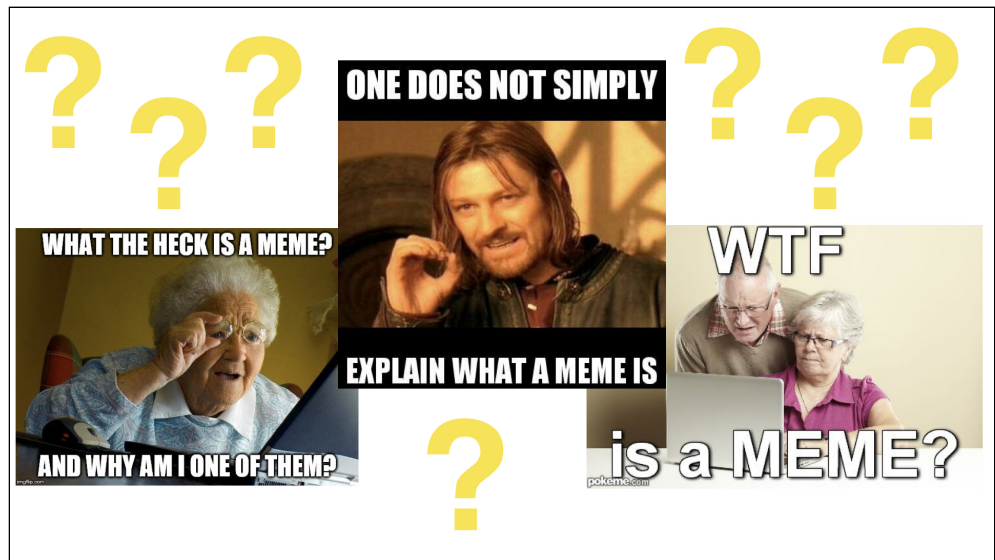 ? ? ? ? ? ?
ONE DOES NOT SIMPLY
EXPLAIN WHAT A MEME IS
WHAT THE HECK IS A MEME?
AND WHY AM I ONE OF THEM?
imgflip.com
WTF
is a MEME?
pokeme.com
?